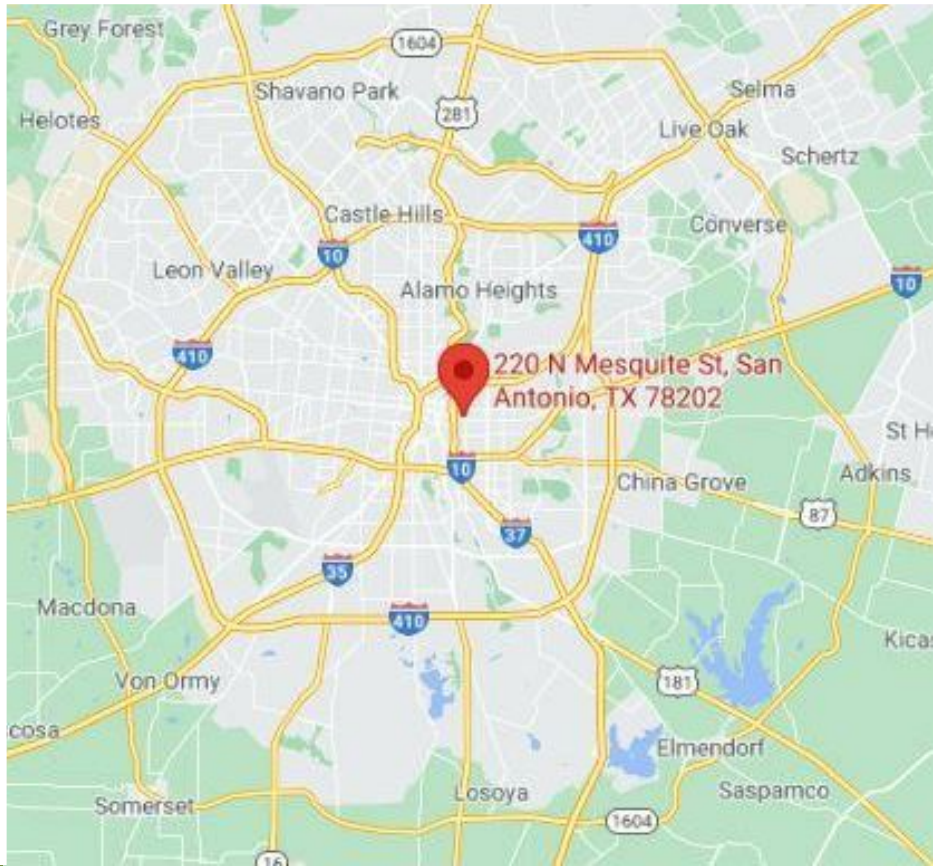 Grey Forest
1604
Shavano Park
Selma
281
Helotes
Live Oak
Schertz
Castle Hills
Converse
410
10
Leon Valley
10
Alamo Heights
410
220 N Mesquite St, San
Antonio, TX 78202
St H
10
Adkins
China Grove
87
37
35
Macdona
410
Kicas
Von Ormy
181
cosa
Elmendorf
Saspamco
Somerset
Losoya
1604
16